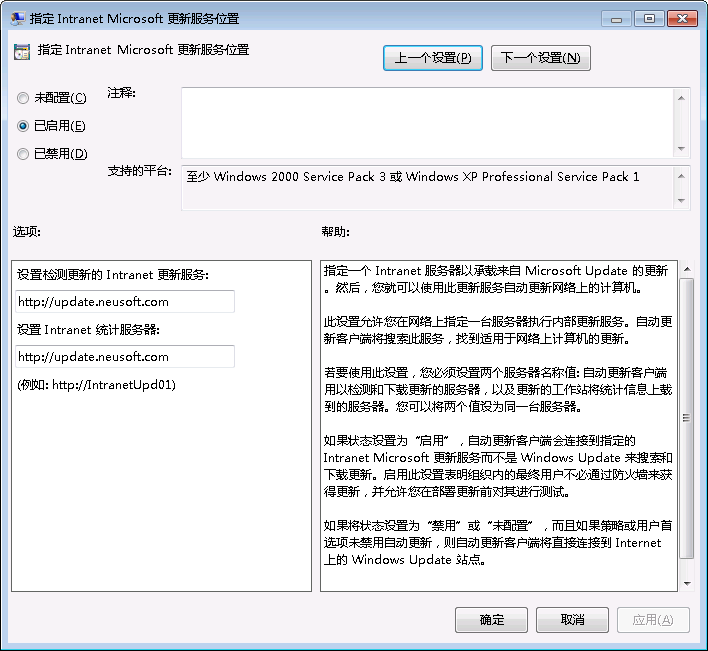 指定 Intranet Microsoft 更新服务位置
指定 Intranet Microsoft 更新服务位置
上一个设置(P)
下一个设置(N)
未配置(C)
注释:
已启用(E)
已禁用(D)
支持的平台:
至少 Windows 2000 Service Pack 3 或 Windows XP Professional Service Pack 1
选项:
帮助:
设置检测更新的 Intranet 更新服务:
http://update.neusoft.com
设置 Intranet 统计服务器:
http://update.neusoft.com
(例如: http://IntranetUpd01)
指定一个 Intranet 服务器以承载来自 Microsoft Update 的更新
。然后，您就可以使用此更新服务自动更新网络上的计算机。
此设置允许您在网络上指定一台服务器执行内部更新服务。自动更
新客户端将搜索此服务，找到适用于网络上计算机的更新。
若要使用此设置，您必须设置两个服务器名称值: 自动更新客户端
用以检测和下载更新的服务器，以及更新的工作站将统计信息上载
到的服务器。您可以将两个值设为同一台服务器。
如果状态设置为“启用”，自动更新客户端会连接到指定的
Intranet Microsoft 更新服务而不是 Windows Update 来搜索和
下载更新。启用此设置表明组织内的最终用户不必通过防火墙来获
得更新，并允许您在部署更新前对其进行测试。
如果将状态设置为“禁用”或“未配置”，而且如果策略或用户首
选项未禁用自动更新，则自动更新客户端将直接连接到 Internet
上的 Windows Update 站点。
确定
取消
应用(A)